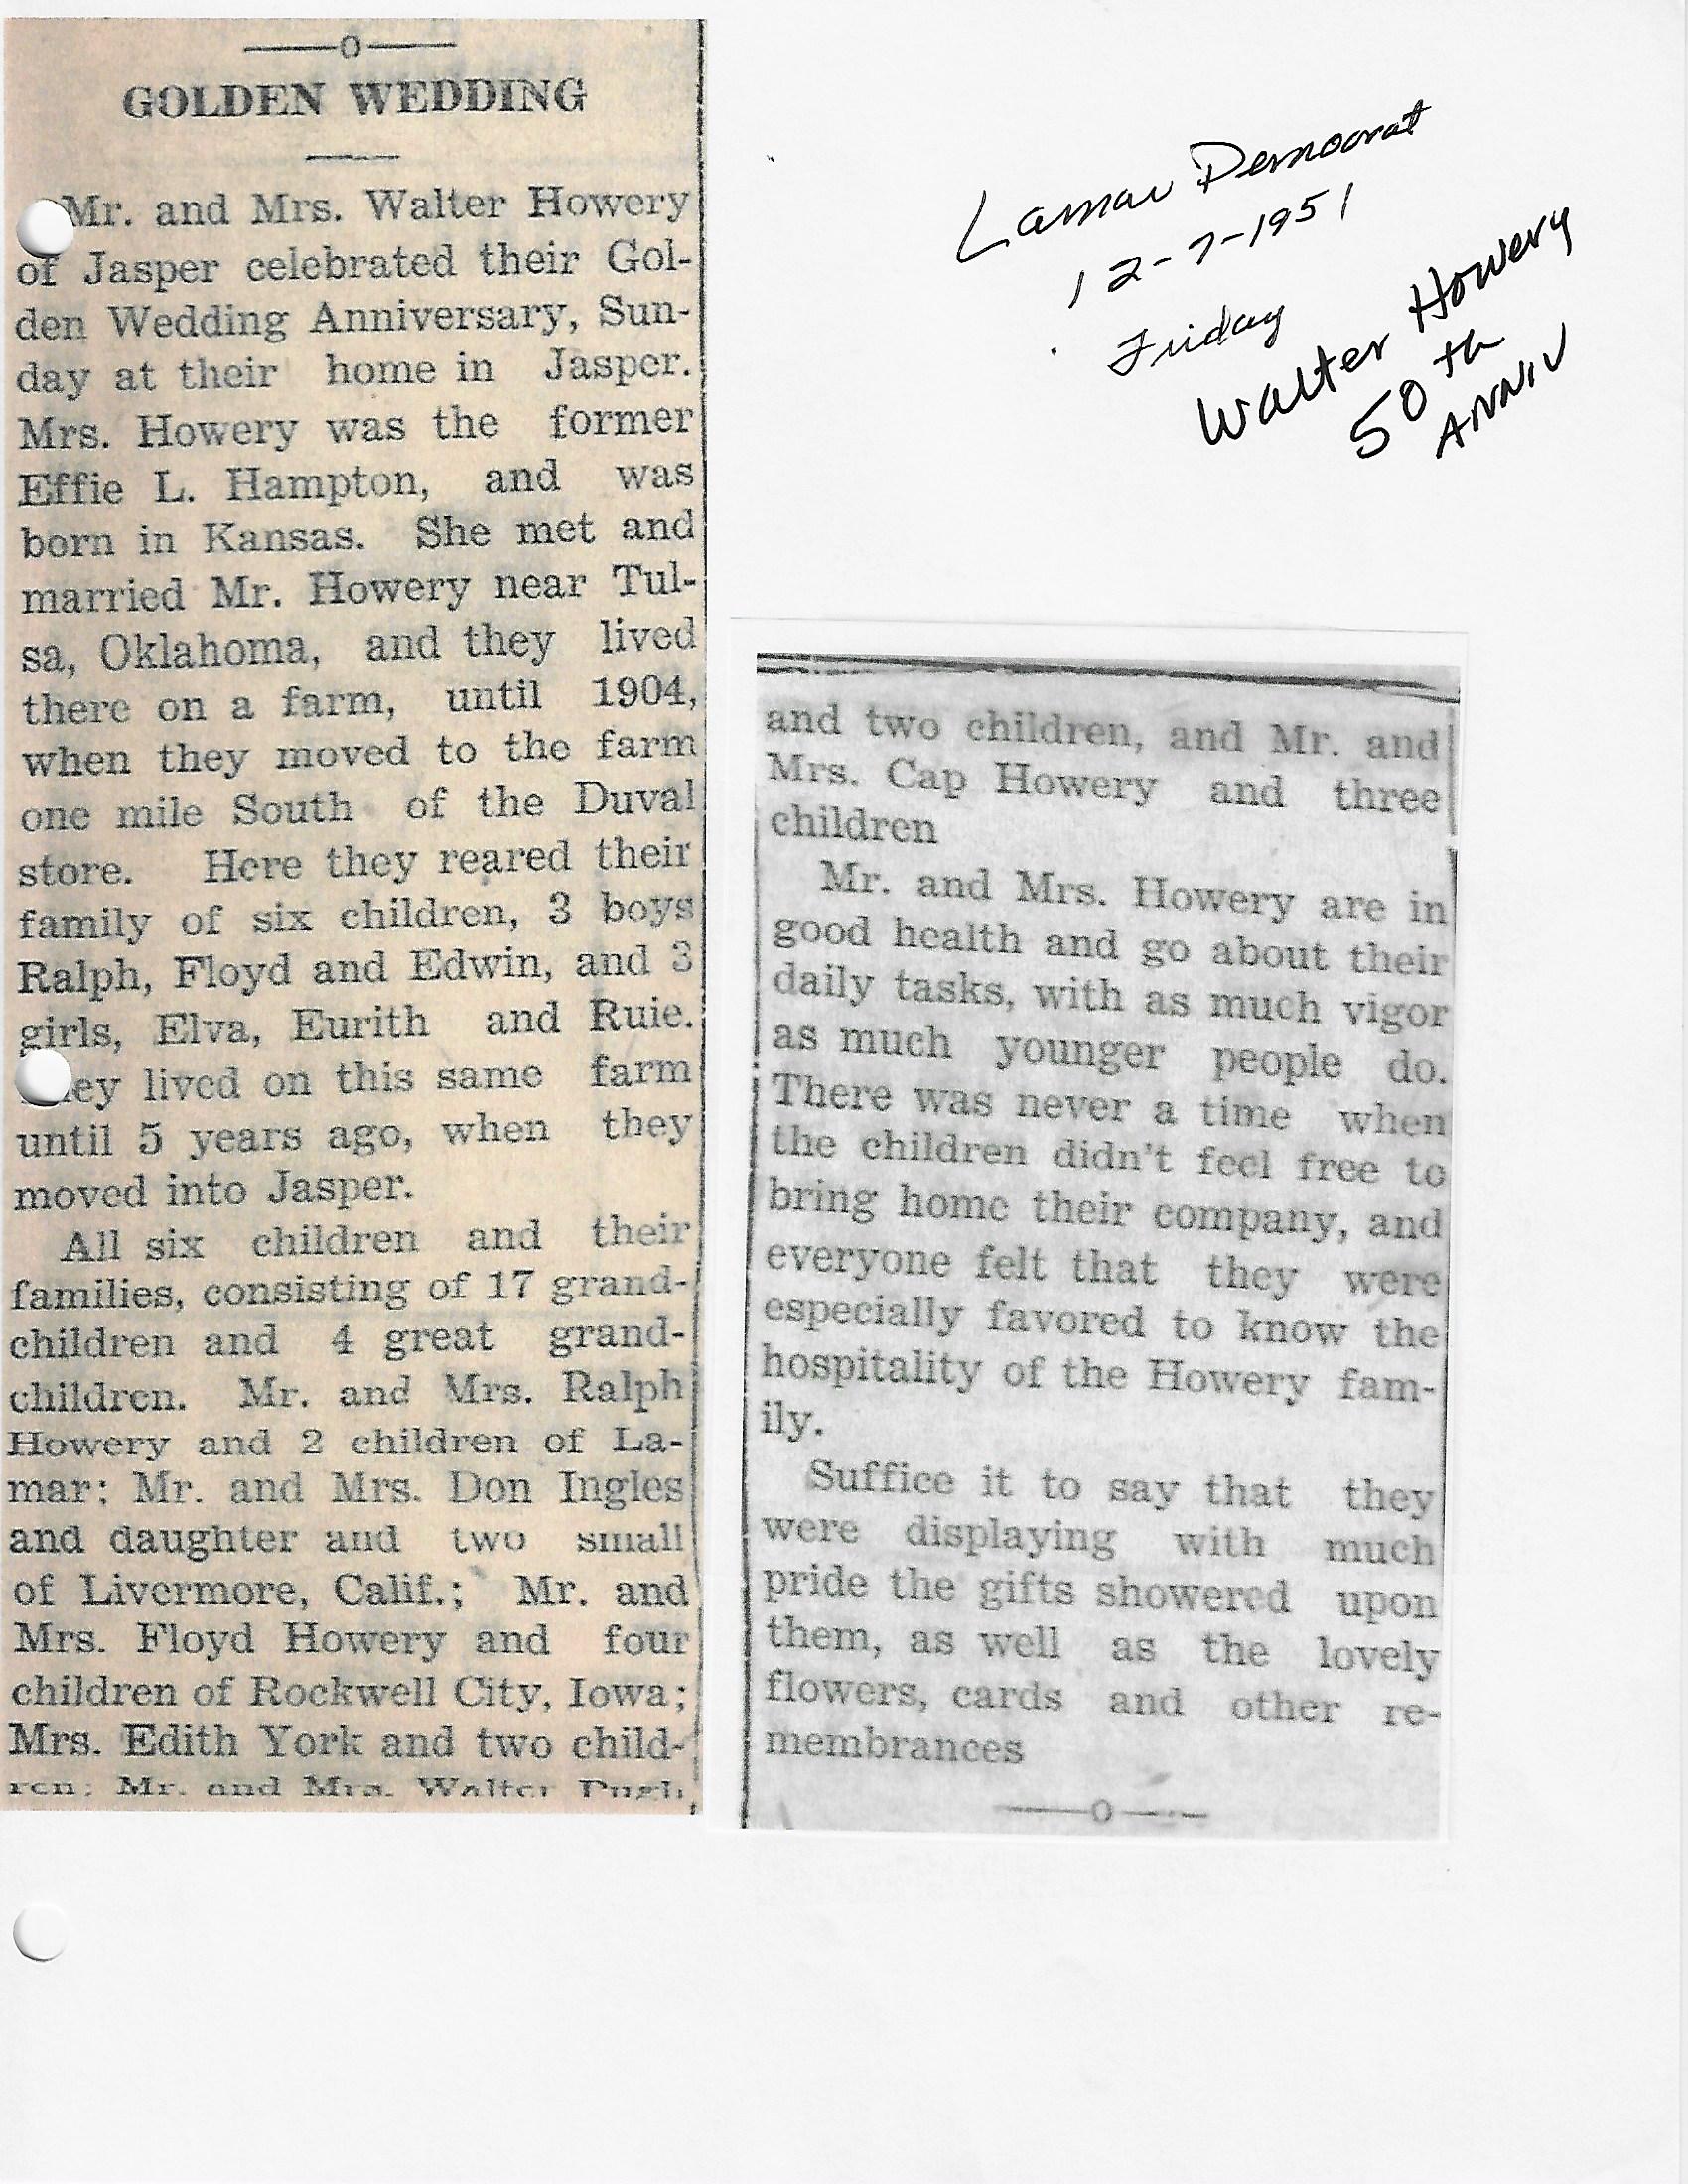 GOLDEN WEDDING
Mr. and Mrs. Walter Howery
of Jasper celebrated their Gol-
den Wedding Anniversary, Sun-
day at their home in Jasper.
Mrs. Howery was the former
Effie L. Hampton, and was
born in Kansas. She met and
married Mr. Howery near Tul-
sa, Oklahoma, and they lived
there on a farm, until 1904,
when they moved to the farm
one mile South of the Duval
store. Here they reared their
family of six children, 3 boys
Ralph, Floyd and Edwin, and 3
girls, Elva, Eurith and Ruie.
ey lived on this same farm
until 5 years ago, when they
moved into Jasper.
All six children and their
families, consisting of 17 grand-
children and 4 great grand-
children. Mr. and Mrs. Ralph
Howery and 2 children of La-
mar; Mr. and Mrs. Don Ingles
and daughter and two small
of Livermore, Calif.; Mr. and
Mrs. Floyd Howery and four
children of Rockwell City, Iowa;
Mrs. Edith York and two child-
ren; Mr. and Mrs. Walter Pugh,
Lamar Democrat
12-7-1951
Friday
Walter Howery
50th
ANNIV
and two children, and Mr. and
Mrs. Cap Howery and three
children
Mr. and Mrs. Howery are in
good health and go about their
daily tasks, with as much vigor
as much younger people do.
There was never a time when
the children didn't feel free to
bring home their company, and
everyone felt that they were
especially favored to know the
hospitality of the Howery fam-
ily.
Suffice it to say that they
were displaying with much
pride the gifts showered upon
them, as well as the lovely
flowers, cards and other re-
membrances